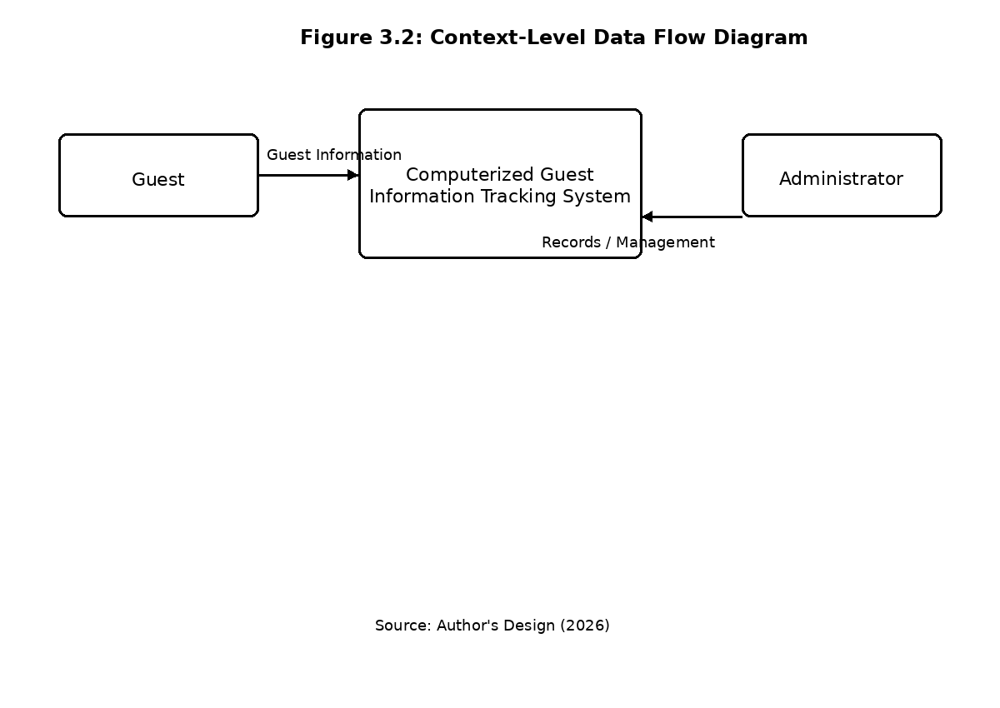 Figure 3.2: Context-Level Data Flow Diagram
Guest
Guest Information
Computerized Guest
Information Tracking System
Administrator
Records / Management
Source: Author's Design (2026)